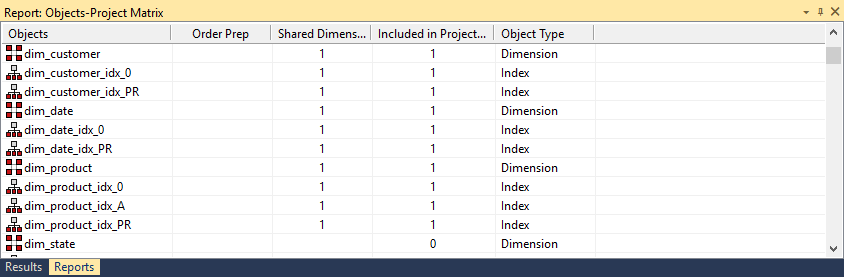 Report: Objects-Project Matrix
Objects Order Prep Shared Dimens... Included in Project... Object Type
dim_customer 1 1 Dimension
dim_customer_idx_0 1 1 Index
dim_customer_idx_PR 1 1 Index
dim_date 1 1 Dimension
dim_date_idx_0 1 1 Index
dim_date_idx_PR 1 1 Index
dim_product 1 1 Dimension
dim_product_idx_0 1 1 Index
dim_product_idx_A 1 1 Index
dim_product_idx_PR 1 1 Index
dim_state 0 Dimension
Results Reports